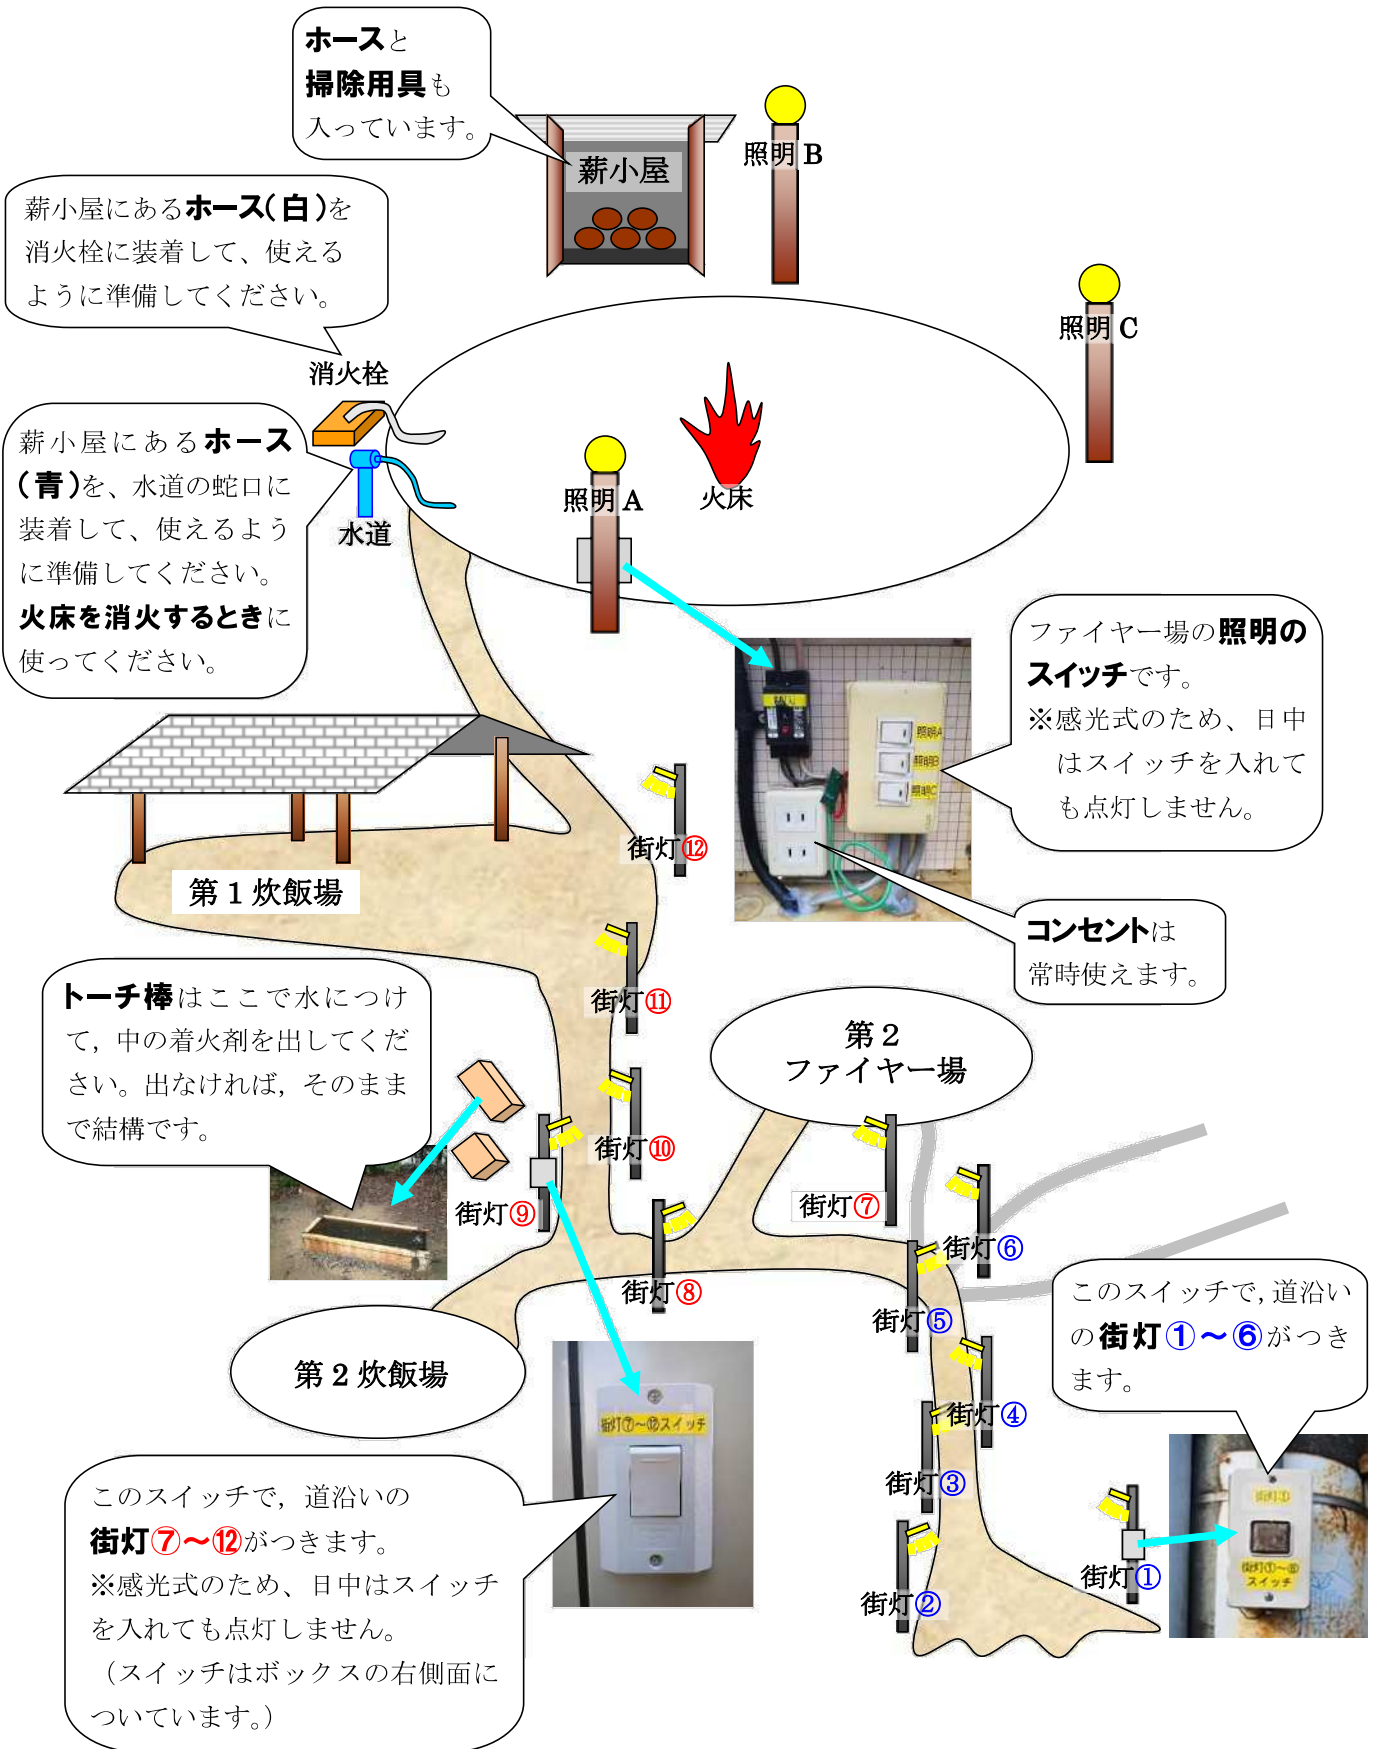 ホースと
掃除用具も
入っています。
薪小屋
照明 B
薪小屋にあるホース(白)を
消火栓に装着して、使える
ように準備してください。
照明 C
消火栓
薪小屋にあるホース
(青)を、水道の蛇口に
装着して、使えるよう
に準備してください。
火床を消火するときに
使ってください。
水道
照明 A
火床
ファイヤー場の照明の
スイッチです。
※感光式のため、日中
はスイッチを入れて
も点灯しません。
照明A
照明B
照明C
街灯⑫
第 1 炊飯場
コンセントは
常時使えます。
街灯⑪
トーチ棒はここで水につけ
て，中の着火剤を出してくだ
さい。出なければ，そのまま
で結構です。
第２
ファイヤー場
街灯⑩
街灯⑨
街灯⑦
街灯⑥
街灯⑧
街灯⑤
このスイッチで，道沿い
の街灯①～⑥がつき
ます。
第 2 炊飯場
街灯⑦～⑫スイッチ
街灯④
街灯③
このスイッチで，道沿いの
街灯⑦～⑫がつきます。
※感光式のため、日中はスイッチ
を入れても点灯しません。
（スイッチはボックスの右側面に
ついています。）
街灯②
街灯①
街灯①
街灯①～⑥
スイッチ